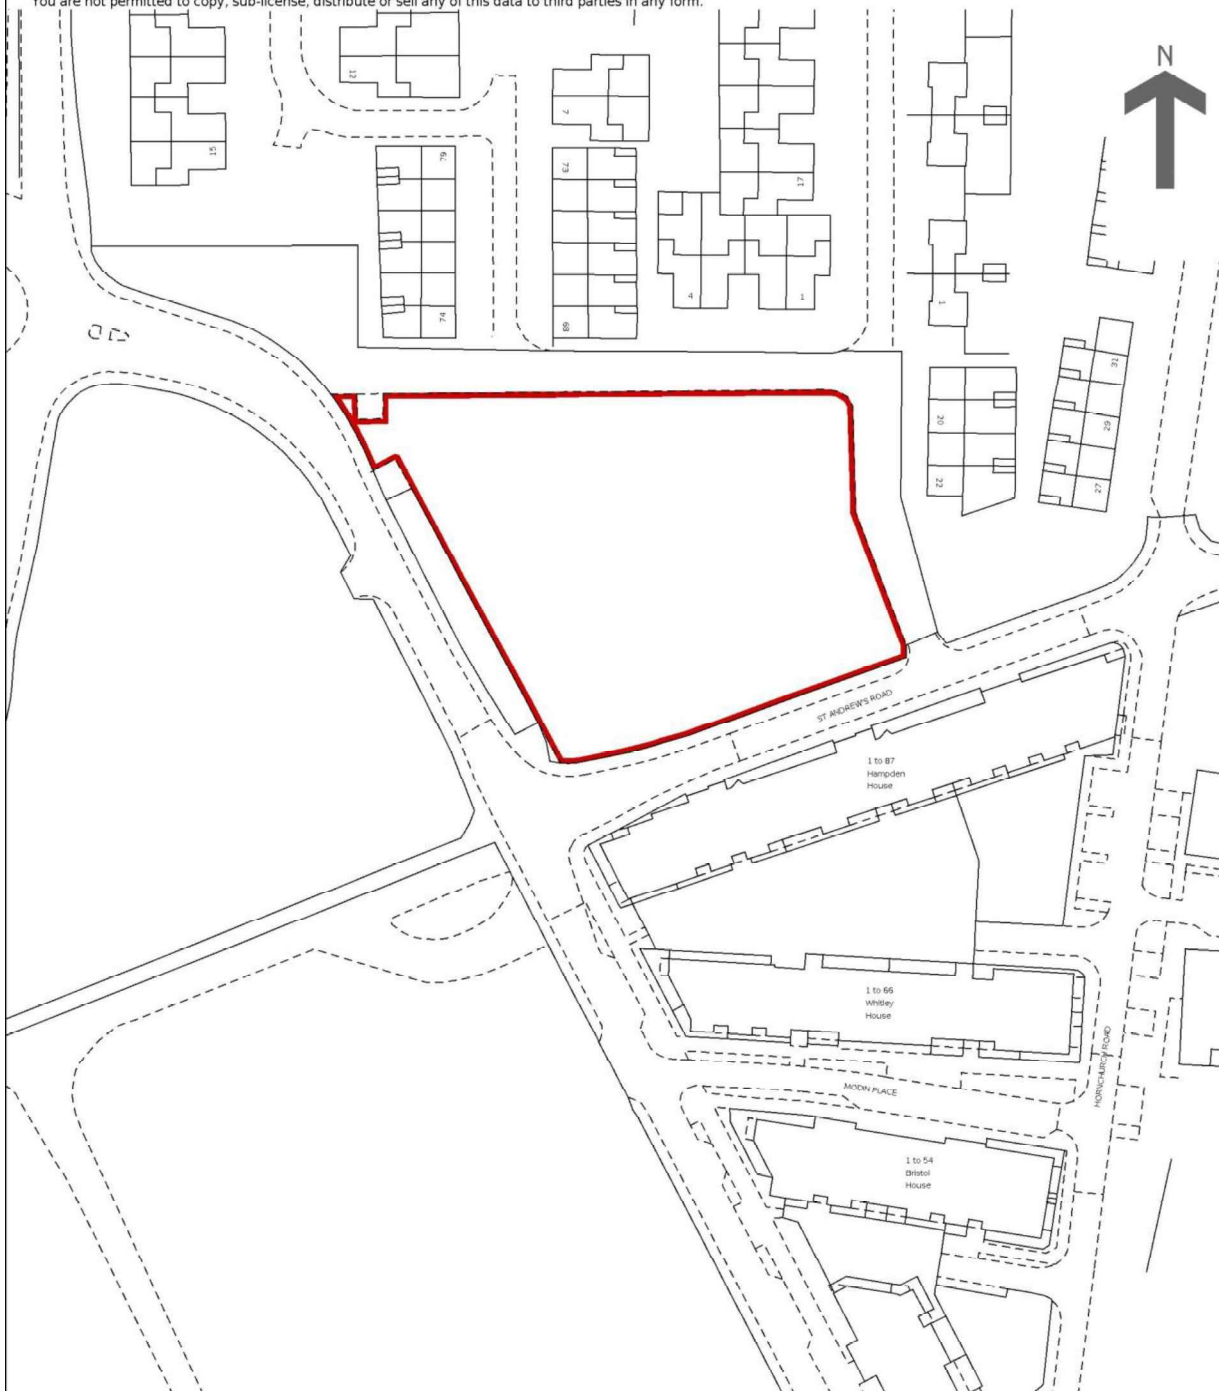 You are not permitted to copy, sub-license, distribute or sell any of this data to third parties in any form.
N
12
7
15
79
73
17
4
1
1
74
68
31
20
29
22
27
ST ANDREW'S ROAD
1 to 87
Hampden
House
1 to 66
Whitley
House
HORNCHURCH ROAD
MODIN PLACE
1 to 54
Bristol
House